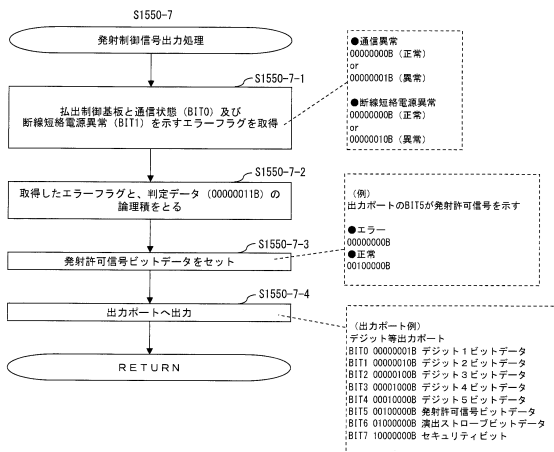 S1550-7
発射制御信号出力処理
S1550-7-1
払出制御基板と通信状態（BIT0）及び
断線短絡電源異常（BIT1）を示すエラーフラグを取得
●通信異常
00000000B（正常）
or
00000001B（異常）
●断線短絡電源異常
00000000B（正常）
or
00000010B（異常）
S1550-7-2
取得したエラーフラグと、判定データ（00000011B）の
論理積をとる
（例）
出力ポートのBIT5が発射許可信号を示す
●エラー
00000000B
●正常
00100000B
S1550-7-3
発射許可信号ビットデータをセット
S1550-7-4
出力ポートへ出力
（出力ポート例）
デジット等出力ポート
BIT0 00000001B デジット１ビットデータ
BIT1 00000010B デジット２ビットデータ
BIT2 00000100B デジット３ビットデータ
BIT3 00001000B デジット４ビットデータ
BIT4 00010000B デジット５ビットデータ
BIT5 00100000B 発射許可信号ビットデータ
BIT6 01000000B 演出ストローブビットデータ
BIT7 10000000B セキュリティビット
RETURN